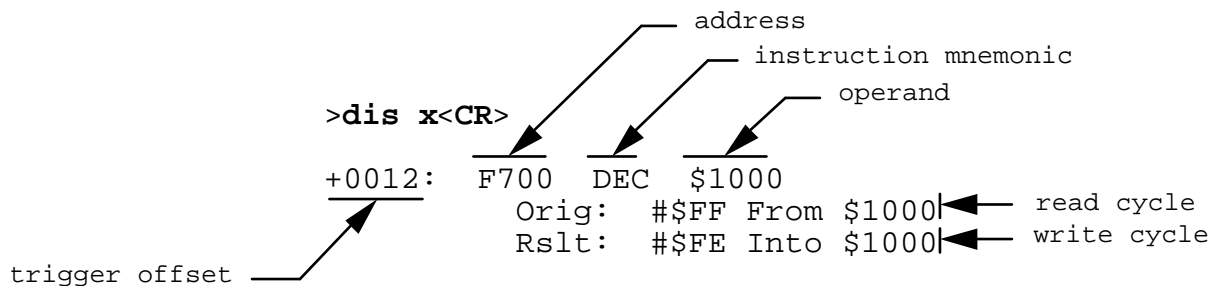 address
instruction mnemonic
operand
>dis x<CR>
+0012: F700 DEC $1000
Orig: #$FF From $1000 read cycle
Rslt: #$FE Into $1000 write cycle
trigger offset